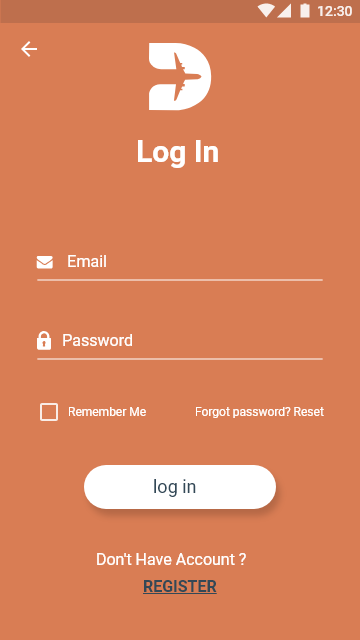 12:30
Log In
Email
Password
Remember Me Forgot password? Reset
log in
Don't Have Account ?
REGISTER